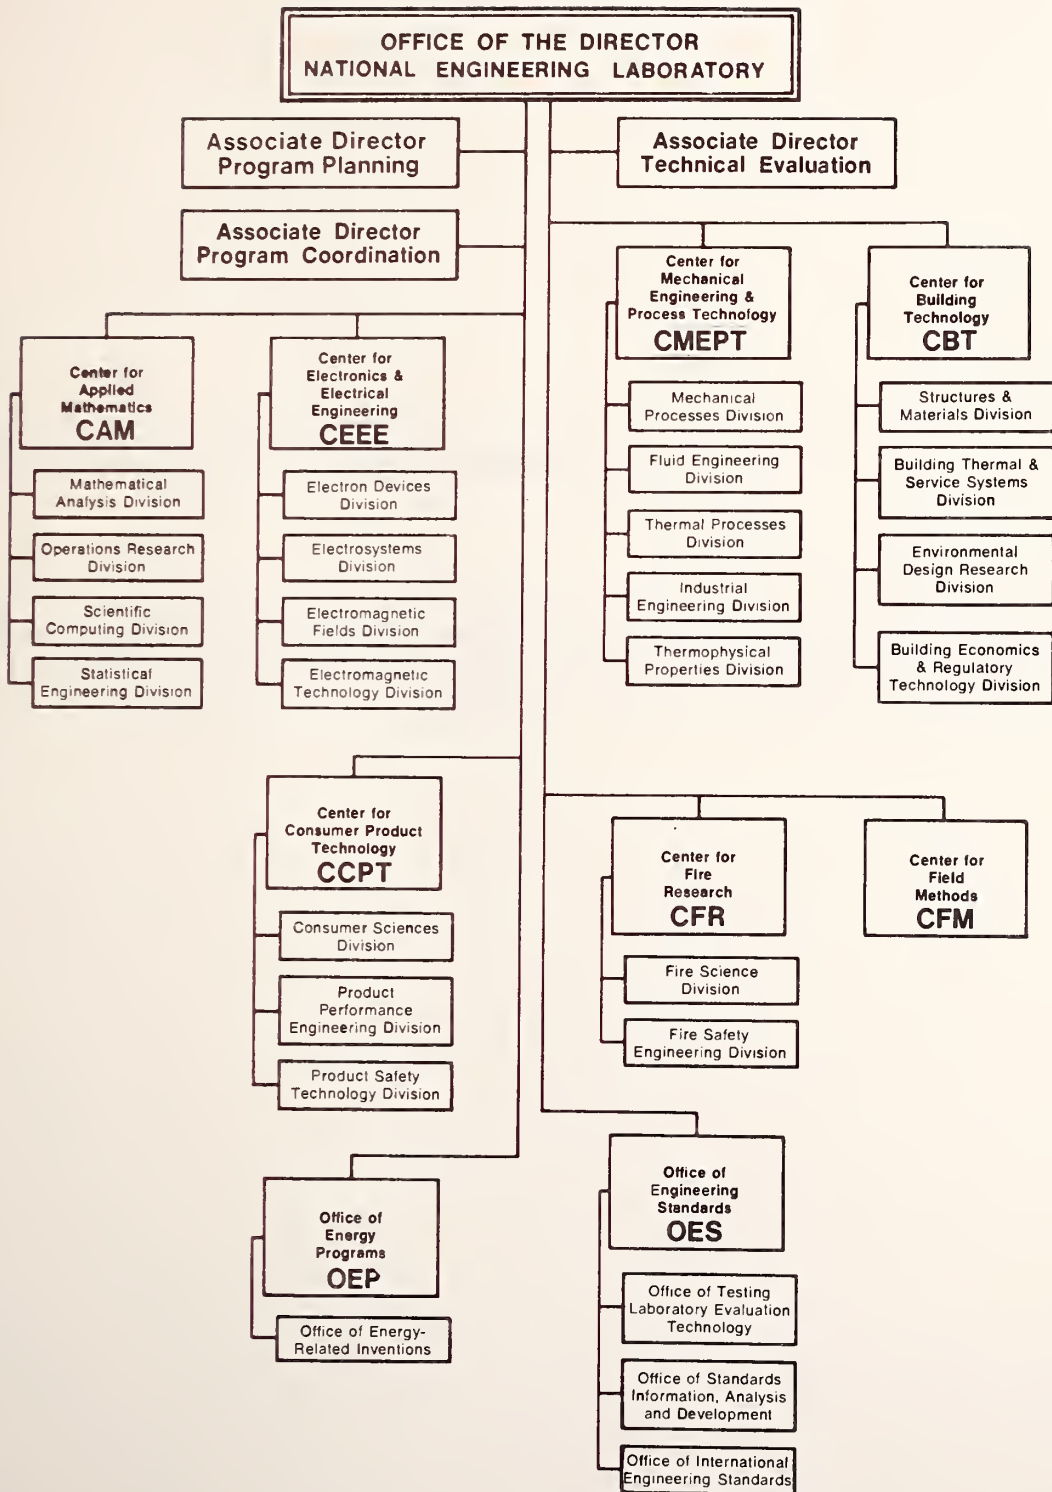 OFFICE OF THE DIRECTOR
NATIONAL ENGINEERING LABORATORY
Associate Director
Program Planning
Associate Director
Technical Evaluation
Associate Director
Program Coordination
Center for
Mechanical
Engineering &
Process Technology
CMEPT
Center for
Building
Technology
CBT
Mechanical
Processes Division
Fluid Engineering
Division
Thermal Processes
Division
Industrial
Engineering Division
Thermophysical
Properties Division
Structures &
Materials Division
Building Thermal &
Service Systems
Division
Environmental
Design Research
Division
Building Economics
& Regulatory
Technology Division
Center for
Applied
Mathematics
CAM
Mathematical
Analysis Division
Operations Research
Division
Scientific
Computing Division
Statistical
Engineering Division
Center for
Electronics &
Electrical
Engineering
CEEE
Electron Devices
Division
Electrosystems
Division
Electromagnetic
Fields Division
Electromagnetic
Technology Division
Center for
Consumer Product
Technology
CCPT
Consumer Sciences
Division
Product
Performance
Engineering Division
Product Safety
Technology Division
Center for
Fire
Research
CFR
Fire Science
Division
Fire Safety
Engineering Division
Center for
Field
Methods
CFM
Office of
Energy
Programs
OEP
Office of Energy-
Related Inventions
Office of
Engineering
Standards
OES
Office of Testing
Laboratory Evaluation
Technology
Office of Standards
Information, Analysis
and Development
Office of International
Engineering Standards